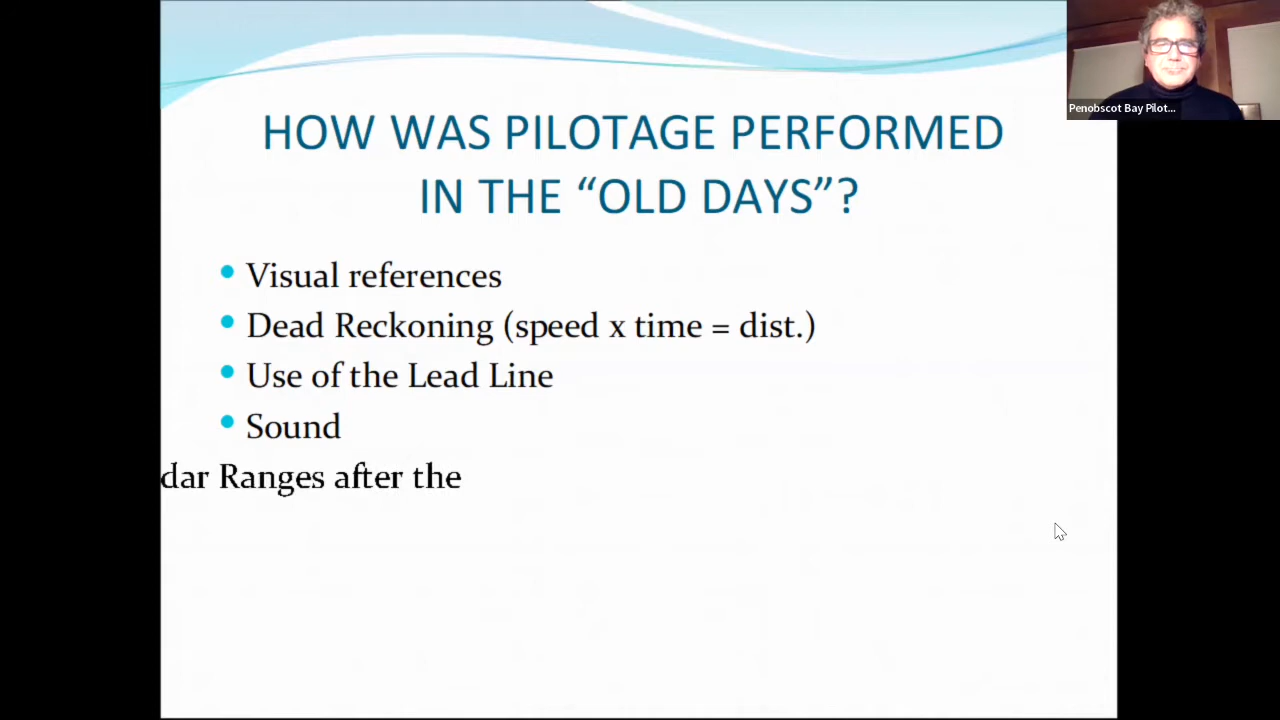 Penobscot Bay Pilot...
HOW WAS PILOTAGE PERFORMED
IN THE “OLD DAYS”?
• Visual references
• Dead Reckoning (speed x time = dist.)
• Use of the Lead Line
• Sound
dar Ranges after the